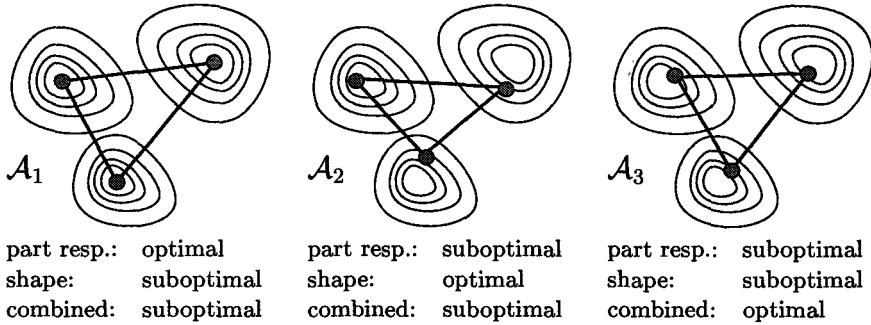 A₁ A₂ A₃
part resp.: optimal part resp.: suboptimal part resp.: suboptimal
shape: suboptimal shape: optimal shape: suboptimal
combined: suboptimal combined: suboptimal combined: optimal